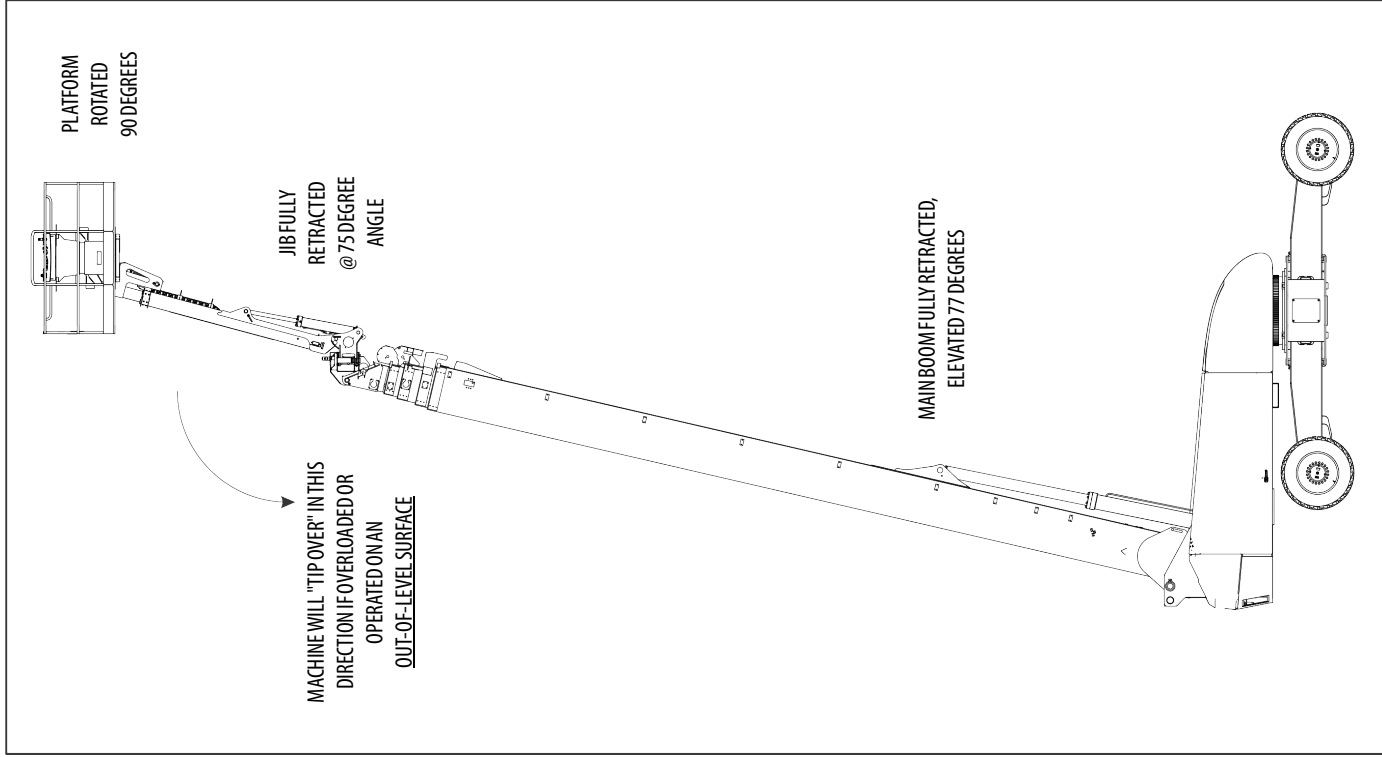 PLATFORM
ROTATED
90 DEGREES
JIB FULLY
RETRACTED
@ 75 DEGREE
ANGLE
MACHINE WILL "TIP OVER" IN THIS
DIRECTION IF OVERLOADED OR
OPERATED ON AN
OUT-OF-LEVEL SURFACE
MAIN BOOM FULLY RETRACTED,
ELEVATED 77 DEGREES